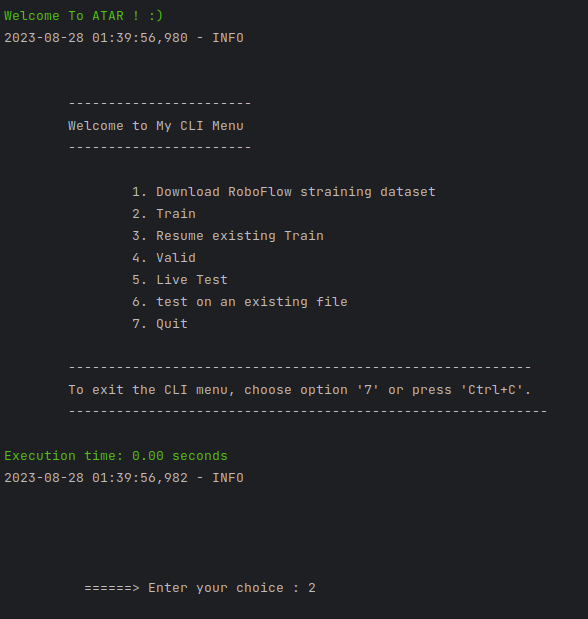 Welcome To ATAR ! :)
2023-08-28 01:39:56,980 - INFO
-----------------------
Welcome to My CLI Menu
-----------------------
1. Download RoboFlow straining dataset
2. Train
3. Resume existing Train
4. Valid
5. Live Test
6. test on an existing file
7. Quit
----------------------------------------------------------
To exit the CLI menu, choose option '7' or press 'Ctrl+C'.
------------------------------------------------------------
Execution time: 0.00 seconds
2023-08-28 01:39:56,982 - INFO
======> Enter your choice : 2